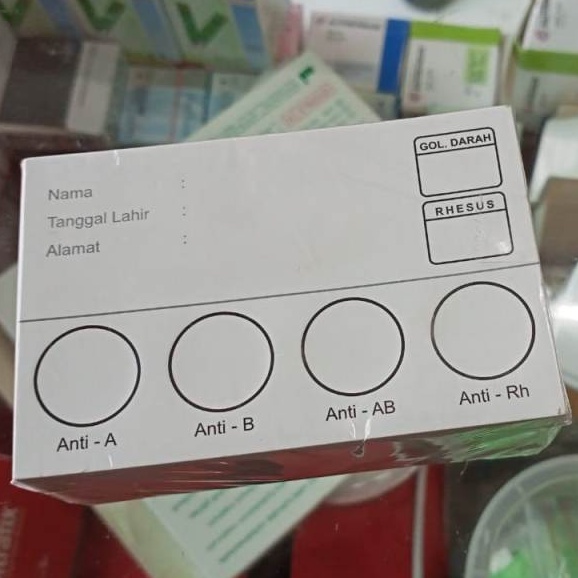 GOL. DARAH
Nama :
Tanggal Lahir :
RHESUS
Alamat :
Anti - A
Anti - B
Anti - AB
Anti - Rh